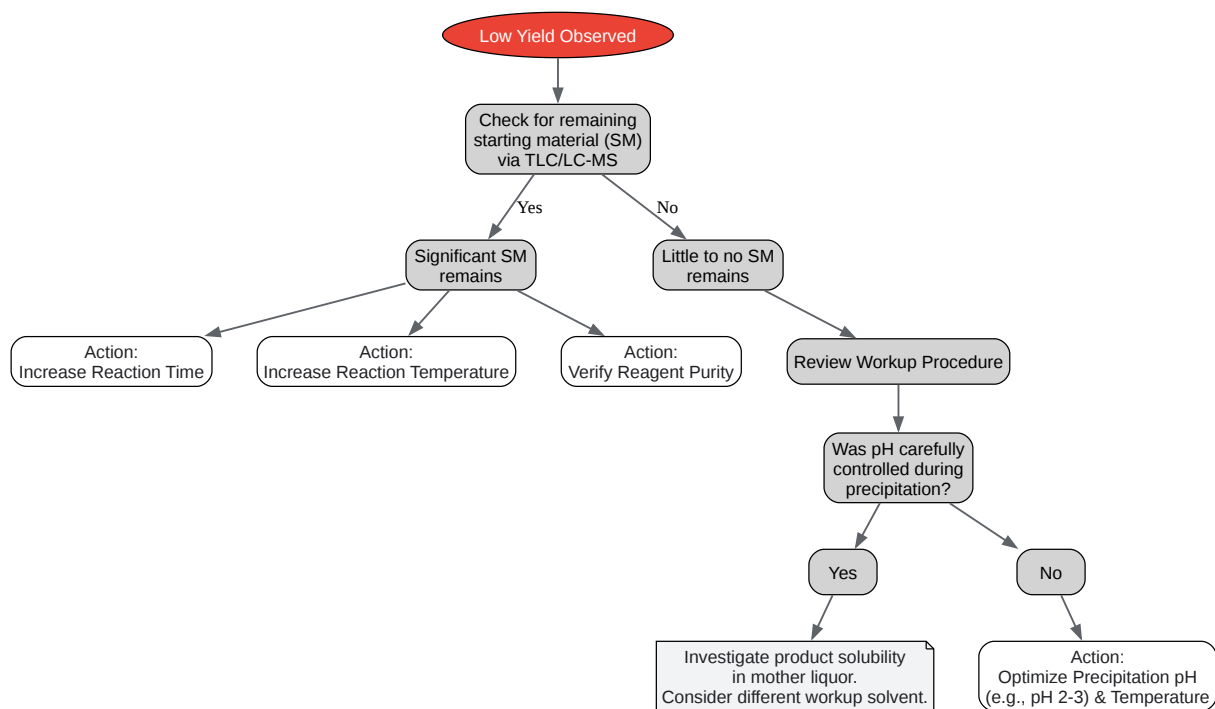 Low Yield Observed
Check for remaining
starting material (SM)
via TLC/LC-MS
Yes
No
Significant SM
remains
Little to no SM
remains
Action:
Increase Reaction Time
Action:
Increase Reaction Temperature
Action:
Verify Reagent Purity
Review Workup Procedure
Was pH carefully
controlled during
precipitation?
Yes
No
Investigate product solubility
in mother liquor.
Consider different workup solvent.
Action:
Optimize Precipitation pH
(e.g., pH 2-3) & Temperature